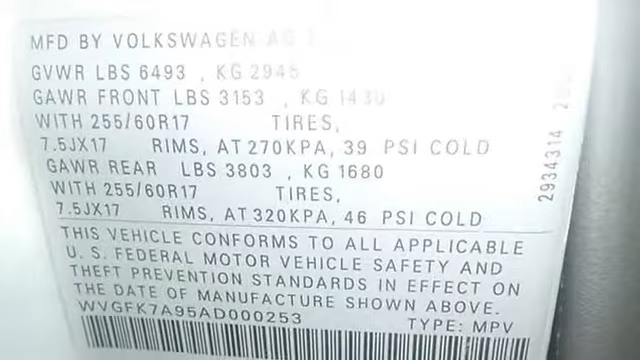 MFD BY VOLKSWAGEN AG
GVWR LBS 6493 , KG 2945
GAWR FRONT LBS 3153 , KG 1430
WITH 255/60R17 TIRES,
7.5JX17 RIMS, AT 270KPA, 39 PSI COLD
GAWR REAR LBS 3803 , KG 1680
WITH 255/60R17 TIRES,
7.5JX17 RIMS, AT 320KPA, 46 PSI COLD
THIS VEHICLE CONFORMS TO ALL APPLICABLE
U. S. FEDERAL MOTOR VEHICLE SAFETY AND
THEFT PREVENTION STANDARDS IN EFFECT ON
THE DATE OF MANUFACTURE SHOWN ABOVE.
WVGFK7A95AD000253
TYPE: MPV
2934314